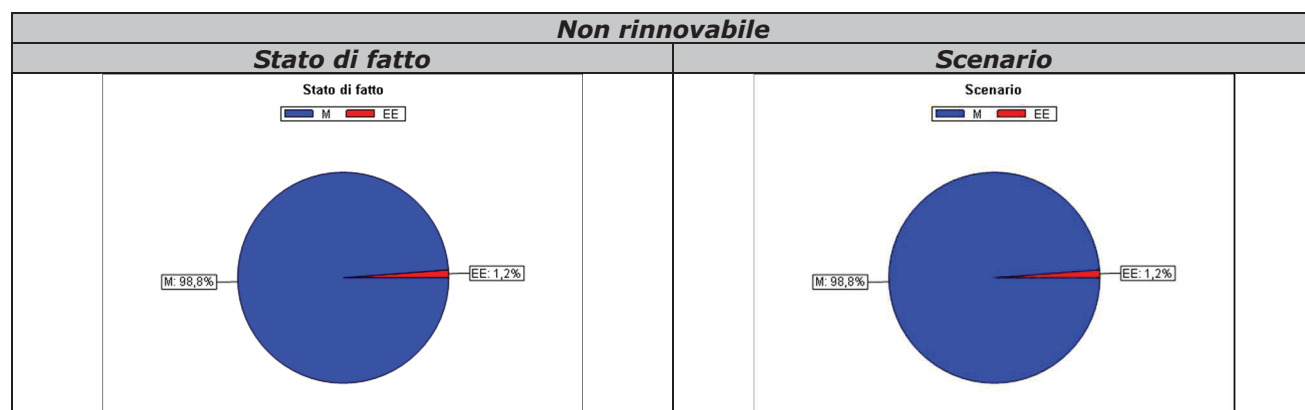 Non rinnovabile
Stato di fatto
Scenario
Stato di fatto
M EE
M: 98,8%
EE: 1,2%
Scenario
M EE
M: 98,8%
EE: 1,2%